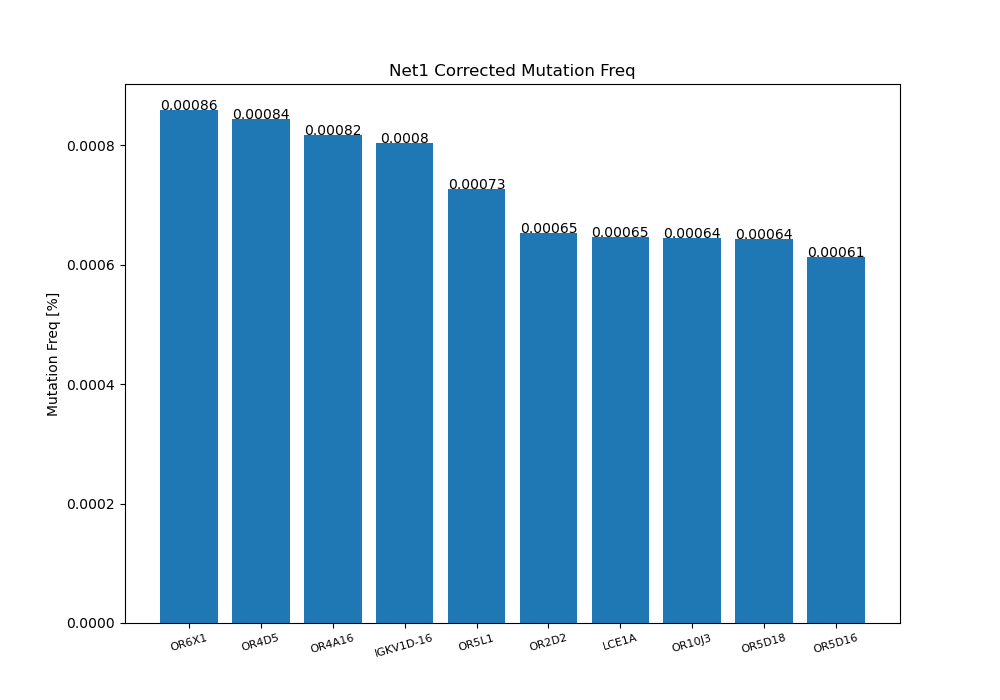 Net1 Corrected Mutation Freq
Mutation Freq [%]
0.0008
0.0006
0.0004
0.0002
0.0000
0.00086
0.00084
0.00082
0.0008
0.00073
0.00065
0.00065
0.00064
0.00064
0.00061
OR6X1
OR4D5
OR4A16
IGKV1D-16
OR5L1
OR2D2
LCE1A
OR10J3
OR5D18
OR5D16